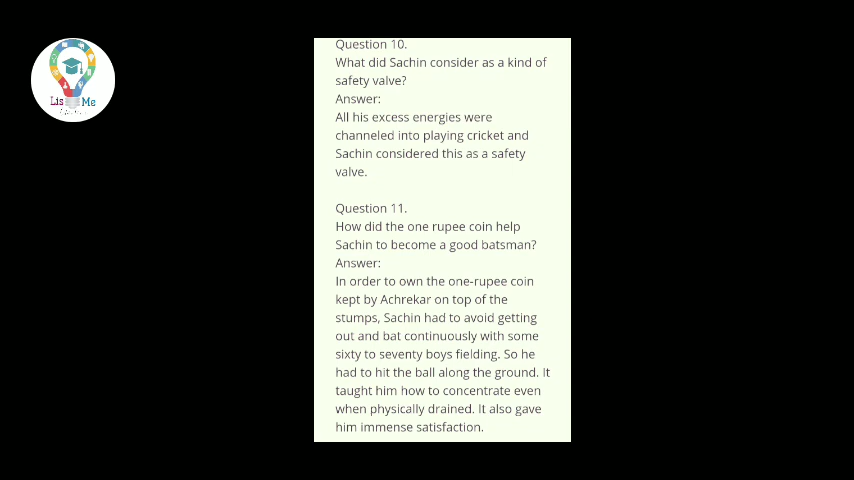 Question 10.
What did Sachin consider as a kind of
safety valve?
Answer:
All his excess energies were
channeled into playing cricket and
Sachin considered this as a safety
valve.
Question 11.
How did the one rupee coin help
Sachin to become a good batsman?
Answer:
In order to own the one-rupee coin
kept by Achrekar on top of the
stumps, Sachin had to avoid getting
out and bat continuously with some
sixty to seventy boys fielding. So he
had to hit the ball along the ground. It
taught him how to concentrate even
when physically drained. It also gave
him immense satisfaction.
Lis Me